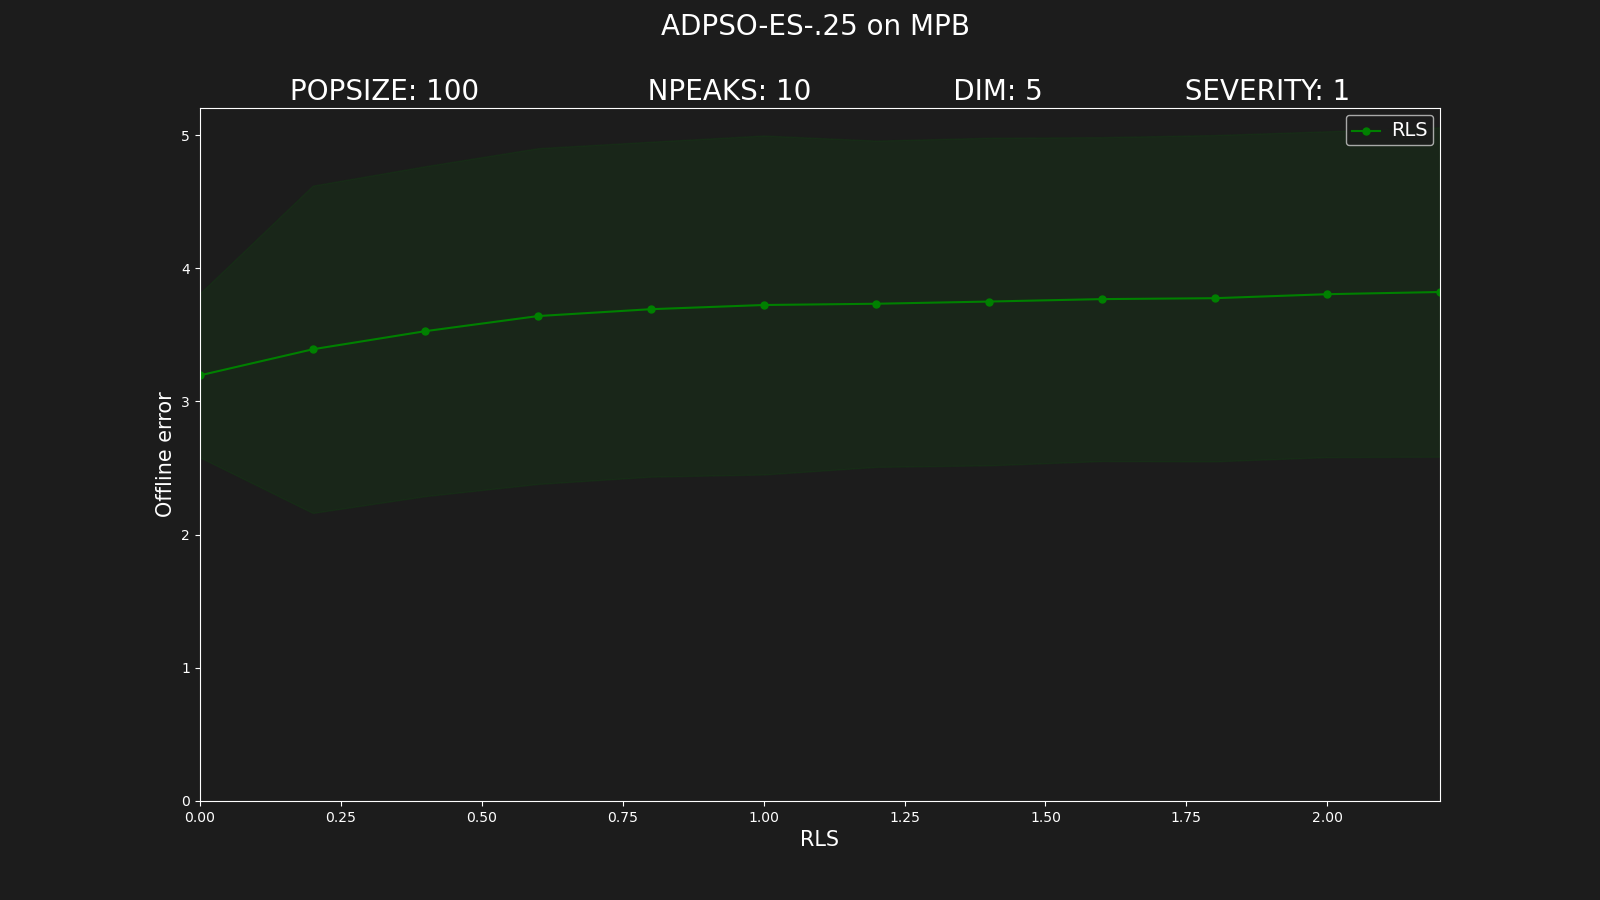 ADPSO-ES-.25 on MPB
POPSIZE: 100 NPEAKS: 10 DIM: 5 SEVERITY: 1
RLS
5
4
3
2
1
0
Offline error
0.00 0.25 0.50 0.75 1.00 1.25 1.50 1.75 2.00
RLS